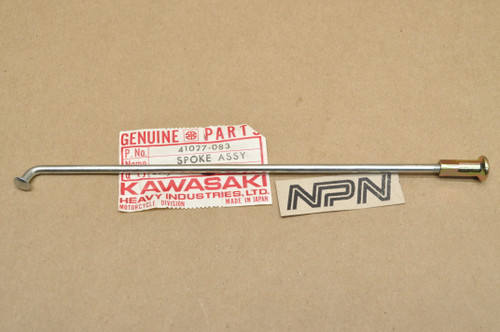 GENUINE PARTS
P. No. 41027-083
Name SPOKE ASSY
KAWASAKI
HEAVY INDUSTRIES, LTD.
MOTORCYCLE DIVISION MADE IN JAPAN
NPN